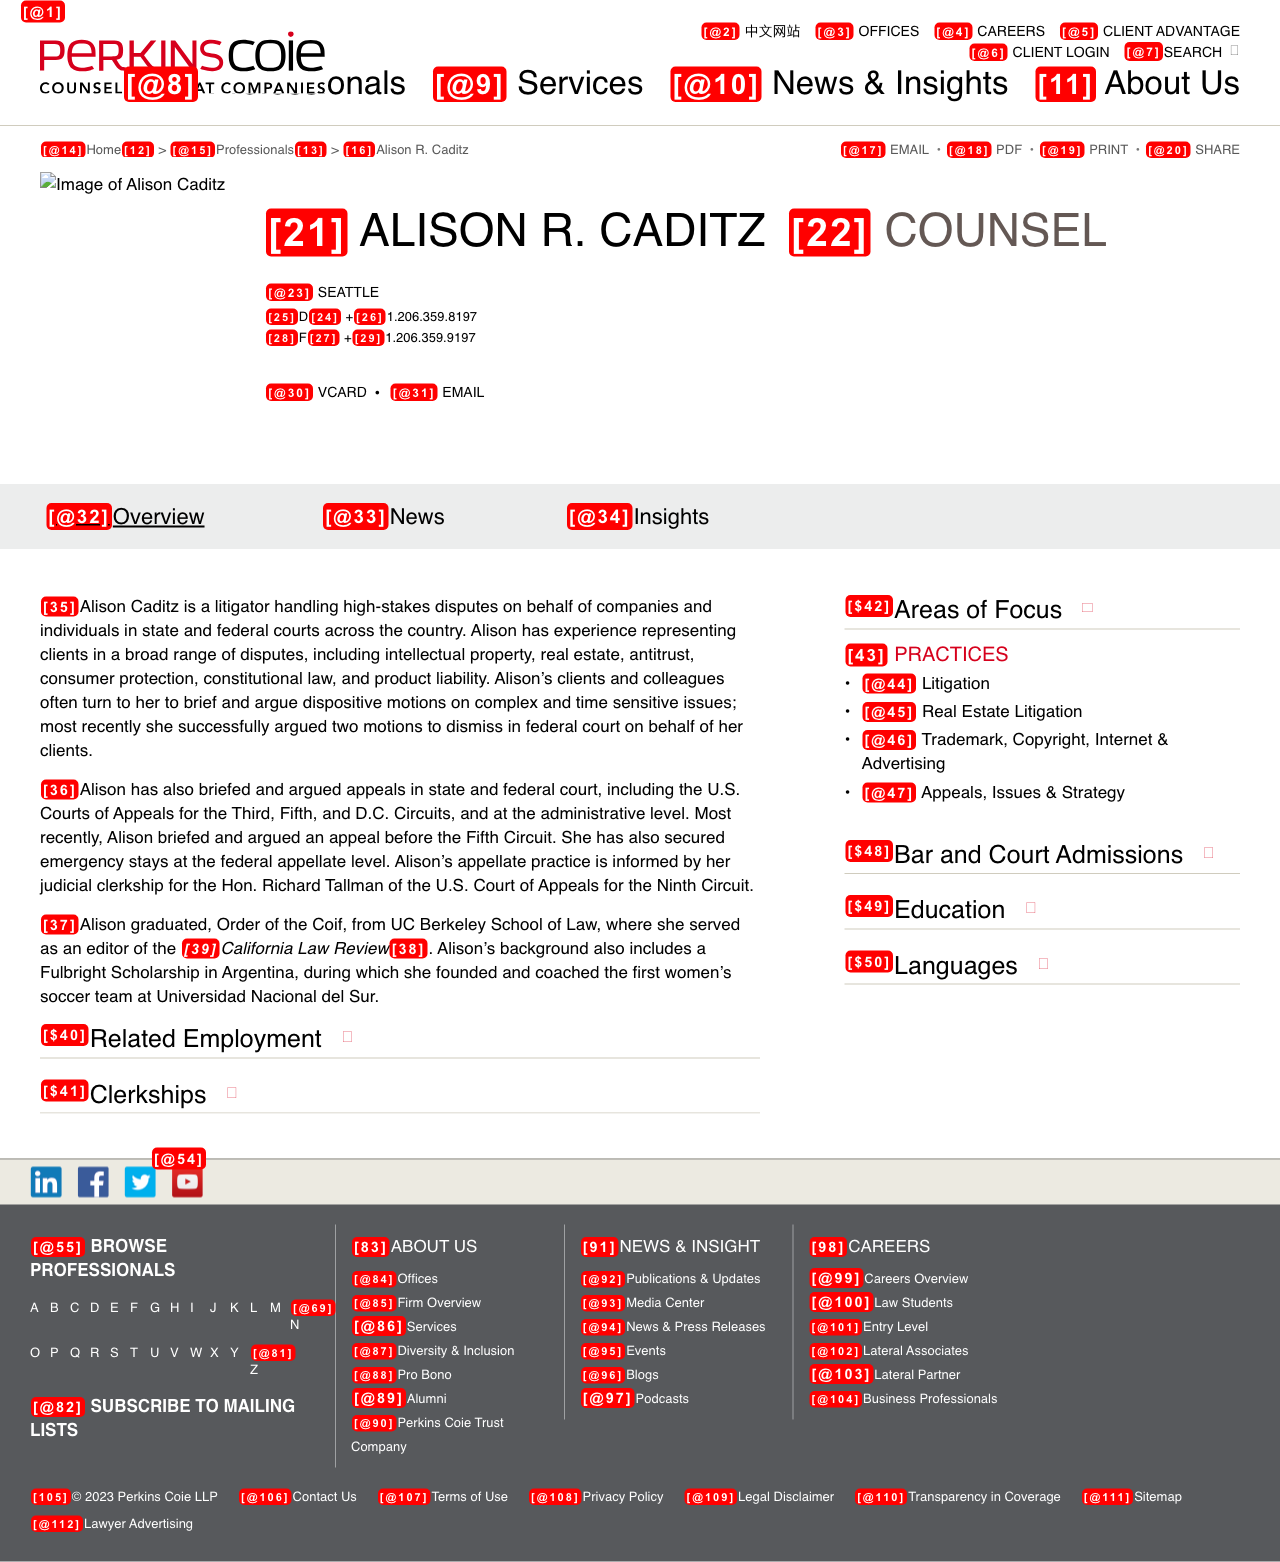 [@1]
[@2] 中文网站 [@3] OFFICES [@4] CAREERS [@5] CLIENT ADVANTAGE
PERKINSCOIE
[@6] CLIENT LOGIN [@7]SEARCH
[@8]onals [@9] Services [@10] News & Insights [11] About Us
COUNSEL AT COMPANIES
[@14]Home[12] > [@15]Professionals[13] > [@16]Alison R. Caditz
[@17] EMAIL • [@18] PDF • [@19] PRINT • [@20] SHARE
Image of Alison Caditz
[21] ALISON R. CADITZ [22] COUNSEL
[@23] SEATTLE
[25]D[24] +[26]1.206.359.8197
[28]F[27] +[29]1.206.359.9197
[@30] VCARD • [@31] EMAIL
[@32]Overview [@33]News [@34]Insights
[35]Alison Caditz is a litigator handling high-stakes disputes on behalf of companies and
individuals in state and federal courts across the country. Alison has experience representing
clients in a broad range of disputes, including intellectual property, real estate, antitrust,
consumer protection, constitutional law, and product liability. Alison’s clients and colleagues
often turn to her to brief and argue dispositive motions on complex and time sensitive issues;
most recently she successfully argued two motions to dismiss in federal court on behalf of her
clients.
[36]Alison has also briefed and argued appeals in state and federal court, including the U.S.
Courts of Appeals for the Third, Fifth, and D.C. Circuits, and at the administrative level. Most
recently, Alison briefed and argued an appeal before the Fifth Circuit. She has also secured
emergency stays at the federal appellate level. Alison’s appellate practice is informed by her
judicial clerkship for the Hon. Richard Tallman of the U.S. Court of Appeals for the Ninth Circuit.
[37]Alison graduated, Order of the Coif, from UC Berkeley School of Law, where she served
as an editor of the [39]California Law Review[38]. Alison’s background also includes a
Fulbright Scholarship in Argentina, during which she founded and coached the first women’s
soccer team at Universidad Nacional del Sur.
[$40]Related Employment
[$41]Clerkships
[$42]Areas of Focus
[43] PRACTICES
• [@44] Litigation
• [@45] Real Estate Litigation
• [@46] Trademark, Copyright, Internet &
Advertising
• [@47] Appeals, Issues & Strategy
[$48]Bar and Court Admissions
[$49]Education
[$50]Languages
[@54]
in f
[@55] BROWSE
PROFESSIONALS
A B C D E F G H I J K L M [@69]
N
O P Q R S T U V W X Y [@81]
Z
[@82] SUBSCRIBE TO MAILING
LISTS
[83]ABOUT US
[@84]Offices
[@85]Firm Overview
[@86] Services
[@87]Diversity & Inclusion
[@88]Pro Bono
[@89] Alumni
[@90]Perkins Coie Trust
Company
[91]NEWS & INSIGHT
[@92]Publications & Updates
[@93]Media Center
[@94]News & Press Releases
[@95]Events
[@96]Blogs
[@97]Podcasts
[98]CAREERS
[@99]Careers Overview
[@100]Law Students
[@101]Entry Level
[@102]Lateral Associates
[@103]Lateral Partner
[@104]Business Professionals
[105]© 2023 Perkins Coie LLP [@106]Contact Us [@107]Terms of Use [@108]Privacy Policy [@109]Legal Disclaimer [@110]Transparency in Coverage [@111]Sitemap
[@112]Lawyer Advertising